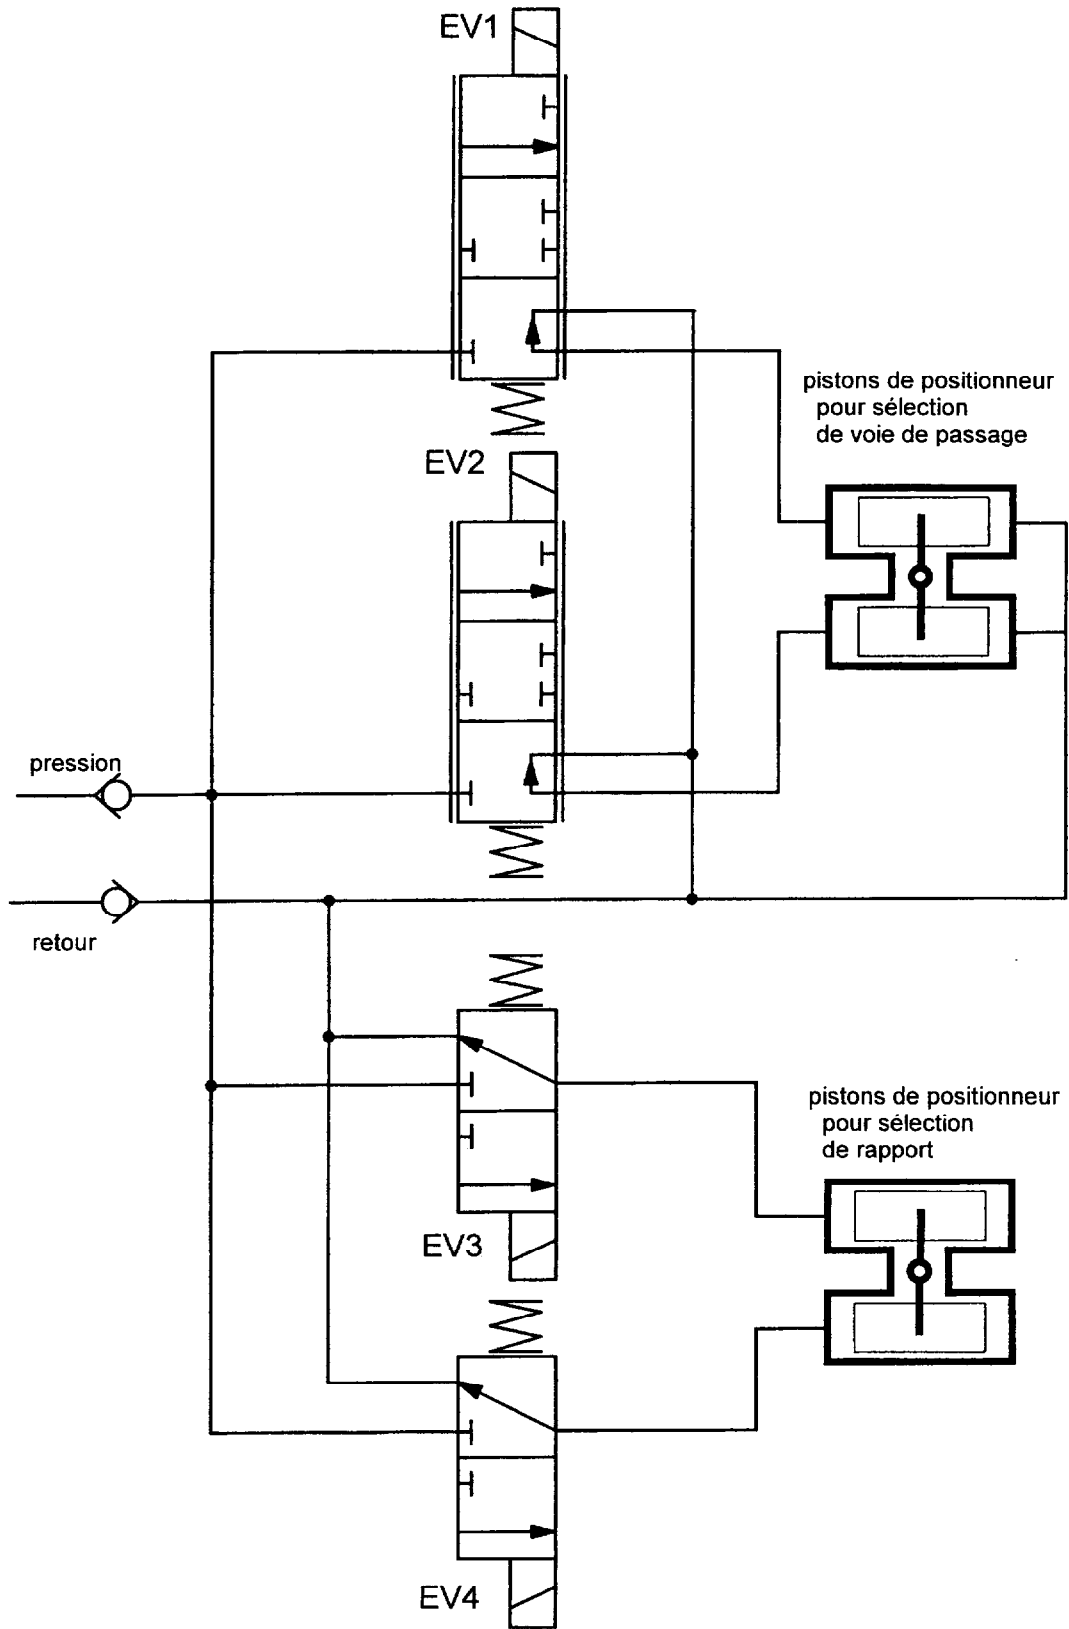 EV1
pistons de positionneur
pour sélection
de voie de passage
EV2
pression
retour
pistons de positionneur
pour sélection
de rapport
EV3
EV4